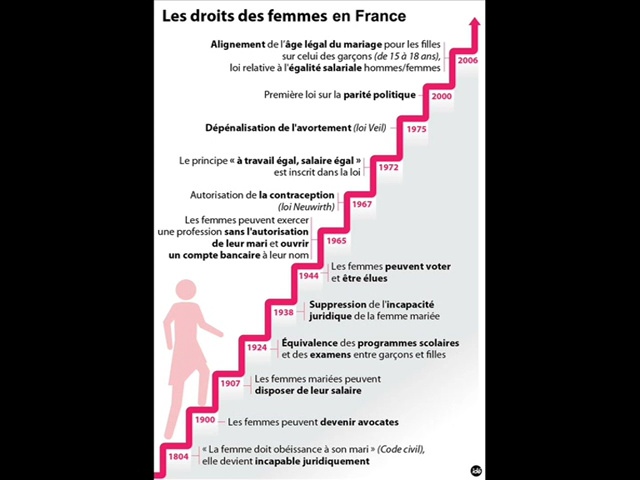 Les droits des femmes en France
Alignement de l'âge légal du mariage pour les filles
sur celui des garçons (de 15 à 18 ans),
loi relative à l'égalité salariale hommes/femmes
2006
Première loi sur la parité politique
2000
Dépénalisation de l'avortement (loi Veil)
1975
Le principe « à travail égal, salaire égal »
est inscrit dans la loi
1972
Autorisation de la contraception
(loi Neuwirth)
1967
Les femmes peuvent exercer
une profession sans l'autorisation
de leur mari et ouvrir
un compte bancaire à leur nom
1965
Les femmes peuvent voter
et être élues
1944
Suppression de l'incapacité
juridique de la femme mariée
1938
Équivalence des programmes scolaires
et des examens entre garçons et filles
1924
Les femmes mariées peuvent
disposer de leur salaire
1907
Les femmes peuvent devenir avocates
1900
« La femme doit obéissance à son mari » (Code civil),
elle devient incapable juridiquement
1804
idé